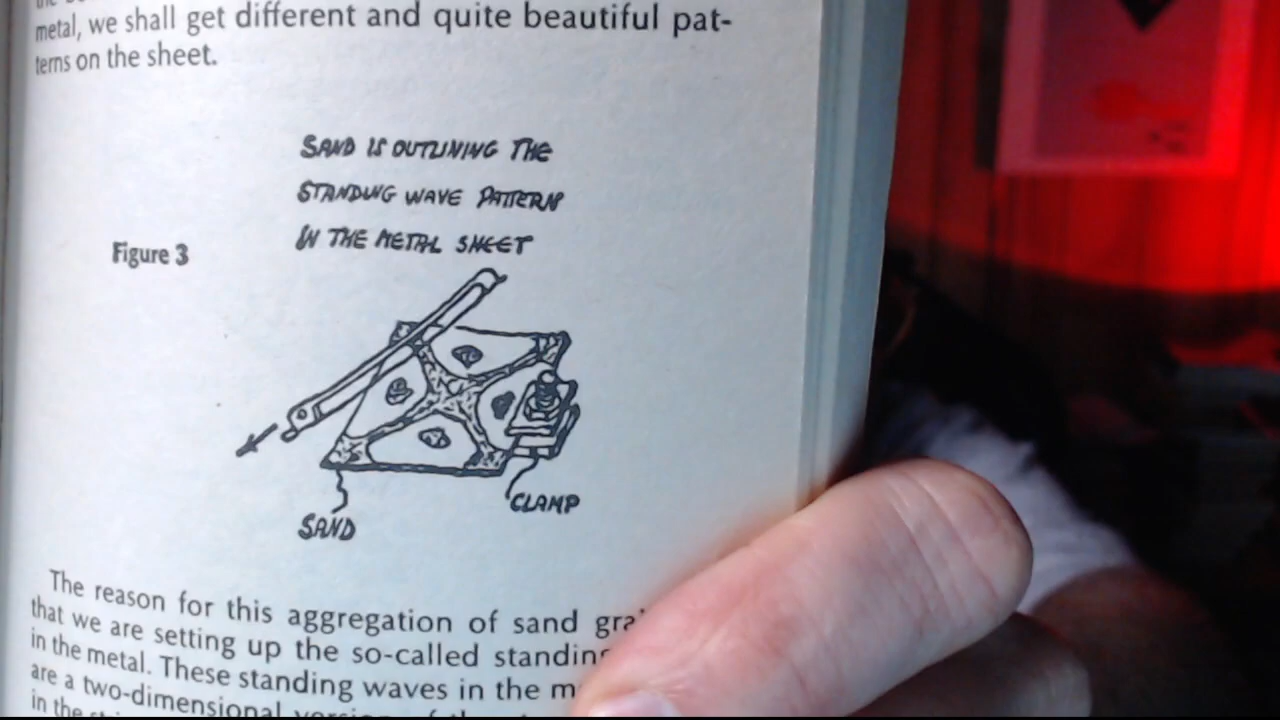 metal, we shall get different and quite beautiful pat-
terns on the sheet.
SAND IS OUTLINING THE
STANDING WAVE PATTERN
IN THE METAL SHEET
Figure 3
CLAMP
SAND
The reason for this aggregation of sand
that we are setting up the so-called
in the metal. These standing waves in the
are a two-dimensional
in the